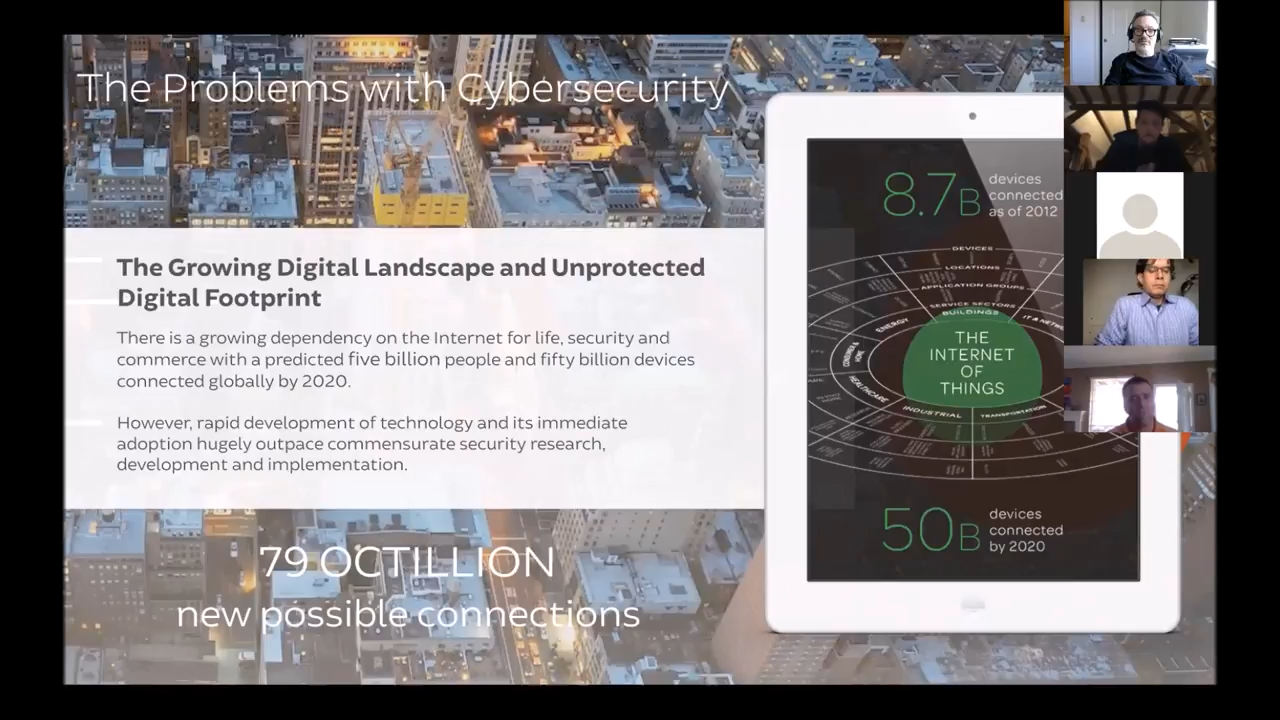 The Problems with Cybersecurity
The Growing Digital Landscape and Unprotected
Digital Footprint
There is a growing dependency on the Internet for life, security and
commerce with a predicted five billion people and fifty billion devices
connected globally by 2020.
However, rapid development of technology and its immediate
adoption hugely outpace commensurate security research,
development and implementation.
79 OCTILLION
new possible connections
8.7B
devices
connected
as of 2012
DEVICES
LOCATIONS
APPLICATION GROUPS
SERVICE SECTORS
BUILDINGS
ENERGY
CONSUMER & HOME
HEALTHCARE
INDUSTRIAL
TRANSPORTATION
THE
INTERNET
OF
THINGS
50B
devices
connected
by 2020